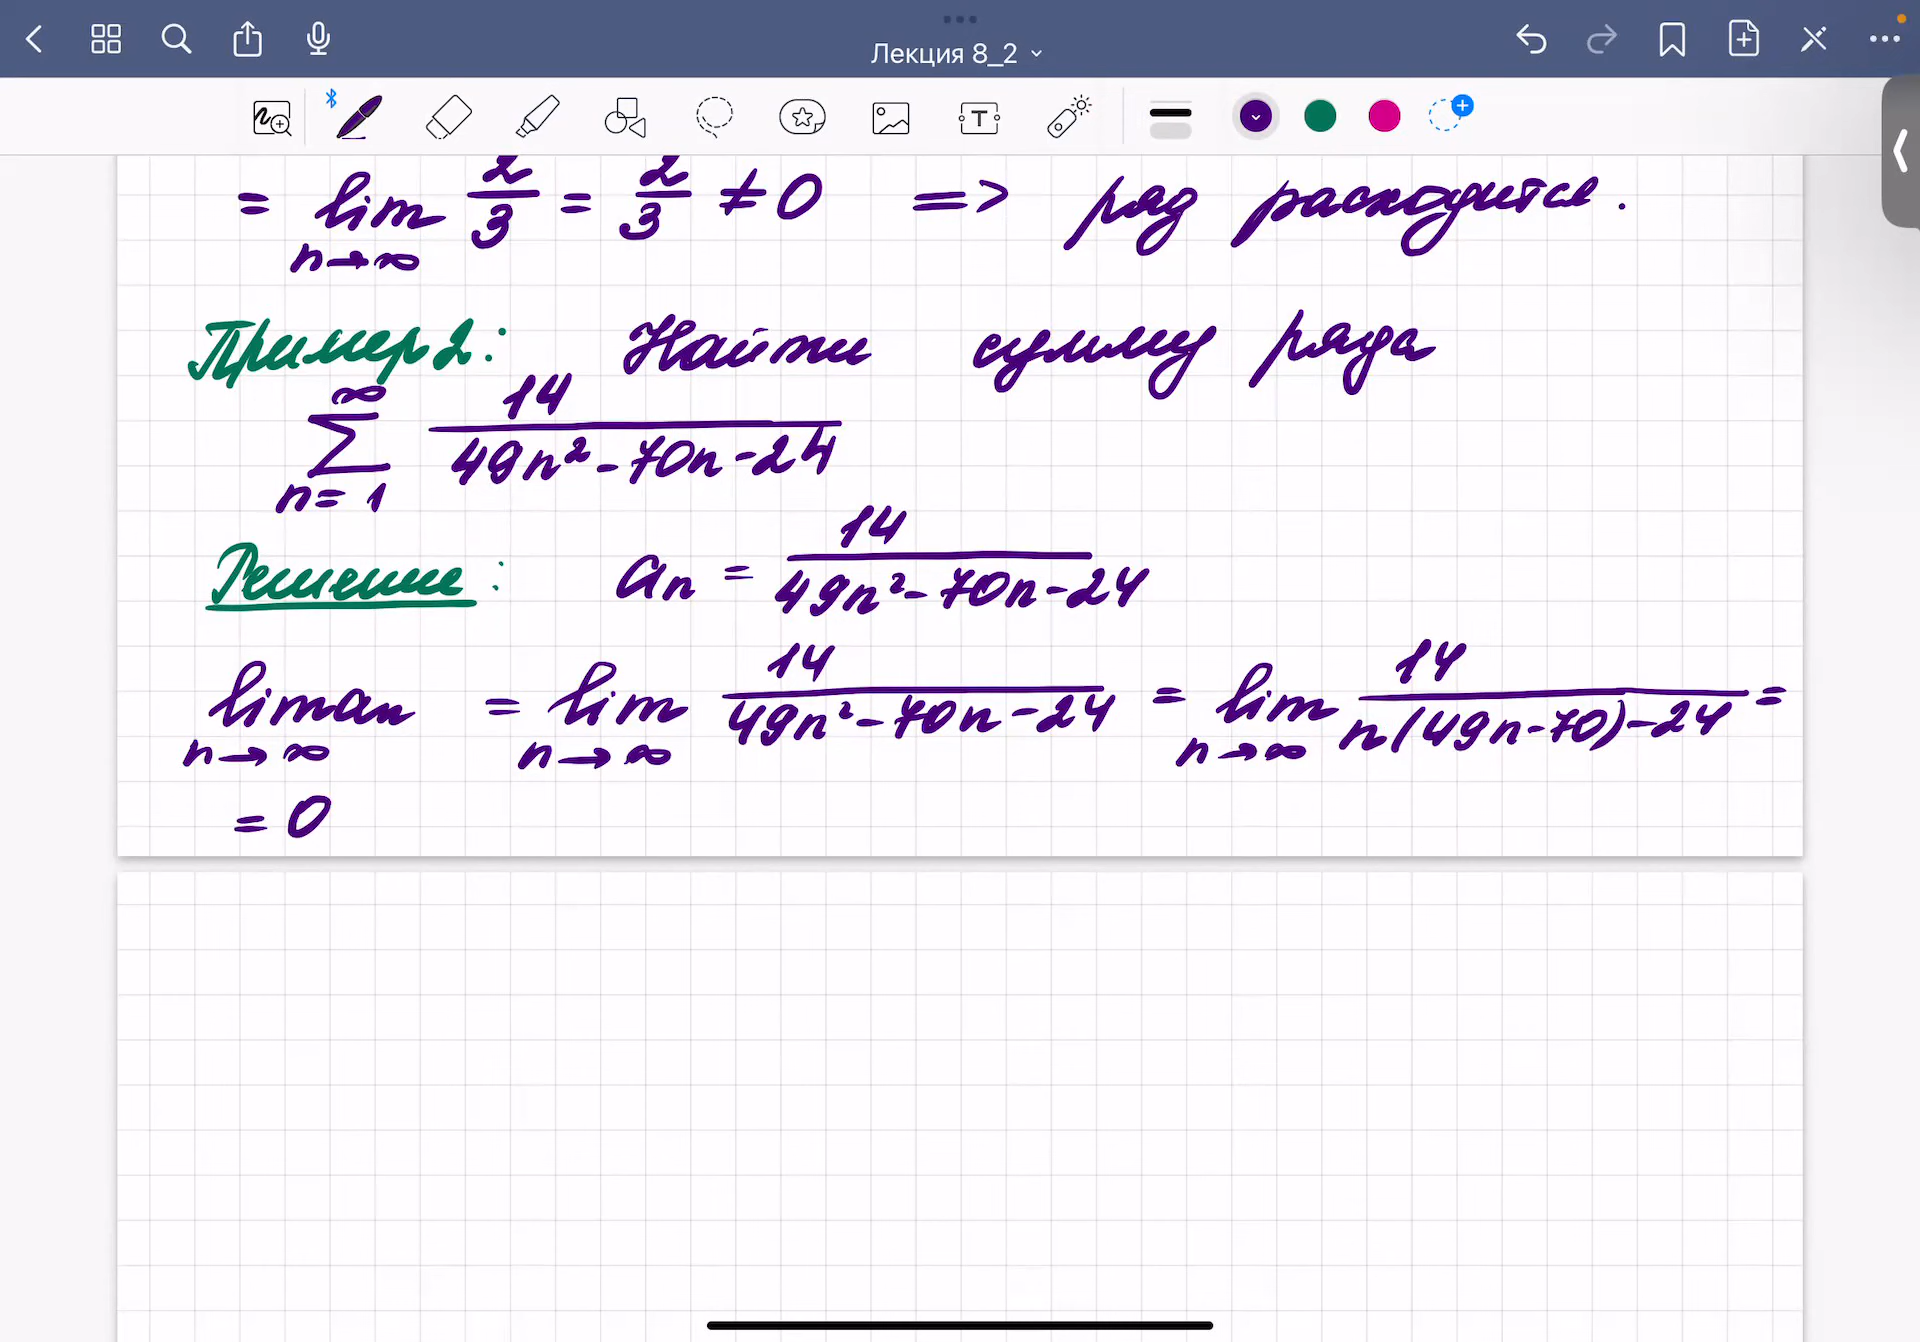 Лекция 8_2
= lim 2/3 = 2/3 ≠ 0 => ряд расходится.
n→∞
Пример 2: Найти сумму ряда
∞ 14
∑ 49n² - 70n - 24
n = 1
Решение: aₙ = 14 / 49n² - 70n - 24
lim aₙ = lim 14 / 49n² - 70n - 24 = lim 14 / n(49n - 70) - 24 =
n→∞ n→∞ n→∞
= 0